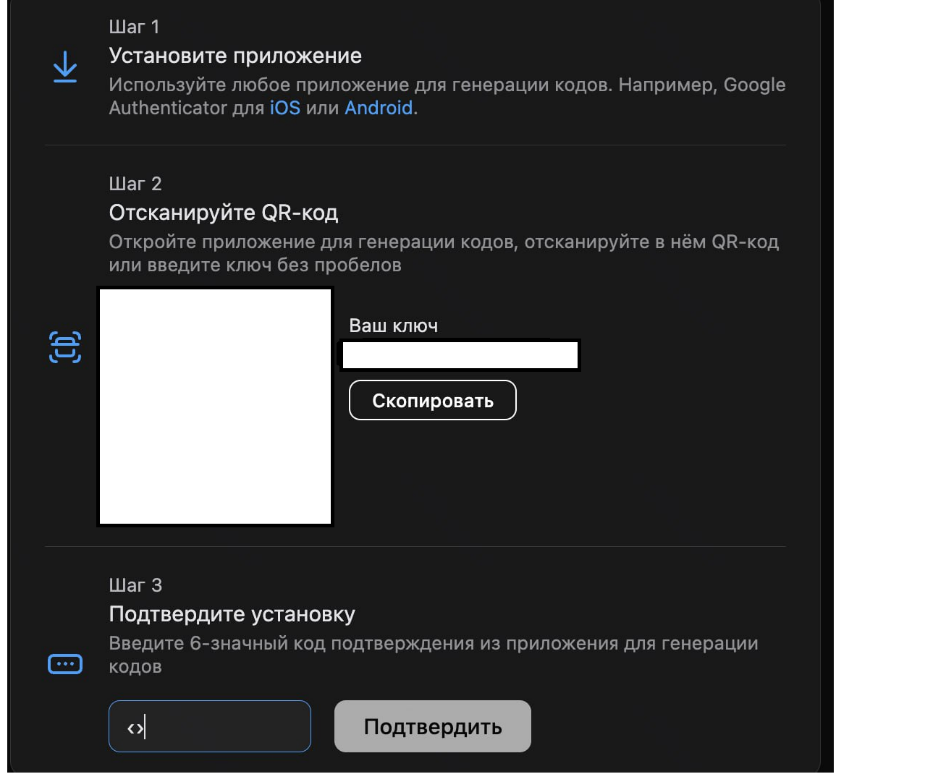 Шаг 1
Установите приложение
Используйте любое приложение для генерации кодов. Например, Google
Authenticator для iOS или Android.
Шаг 2
Отсканируйте QR-код
Откройте приложение для генерации кодов, отсканируйте в нём QR-код
или введите ключ без пробелов
Ваш ключ
Скопировать
Шаг 3
Подтвердите установку
Введите 6-значный код подтверждения из приложения для генерации
кодов
<>
Подтвердить